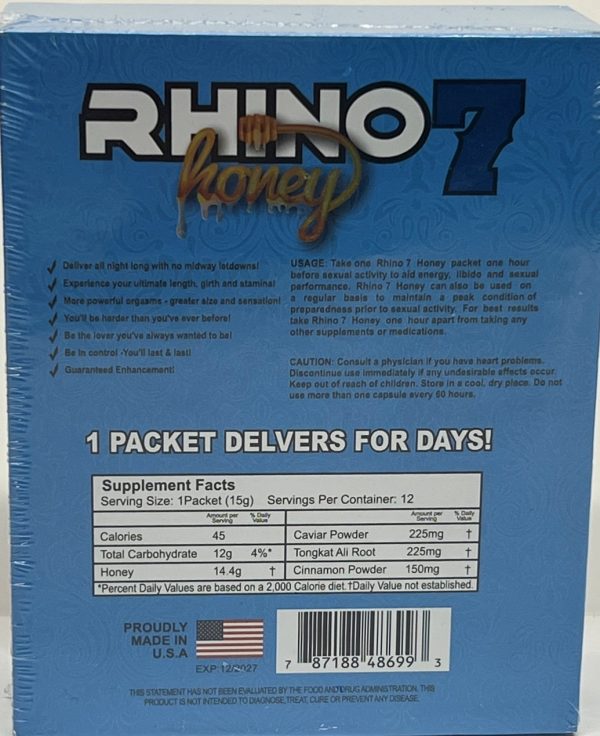 RHINO 7
honey
✓ Deliver all night long with no midway letdowns!
✓ Experience your ultimate length, girth and stamina!
✓ More powerful orgasms - greater size and sensation!
✓ You'll be harder than you've ever before!
✓ Be the lover you've always wanted to be!
✓ Be in control -You'll last & last!
✓ Guaranteed Enhancement!
USAGE: Take one Rhino 7 Honey packet one hour
before sexual activity to aid energy, libido and sexual
performance. Rhino 7 Honey can also be used on
a regular basis to maintain a peak condition of
preparedness prior to sexual activity. For best results
take Rhino 7 Honey one hour apart from taking any
other supplements or medications.
CAUTION: Consult a physician if you have heart problems.
Discontinue use immediately if any undesirable effects occur.
Keep out of reach of children. Store in a cool, dry place. Do not
use more than one capsule every 60 hours.
1 PACKET DELVERS FOR DAYS!
Supplement Facts
Serving Size: 1Packet (15g) Servings Per Container: 12
Amount per Serving % Daily Value Amount per Serving % Daily Value
Calories 45 Caviar Powder 225mg †
Total Carbohydrate 12g 4%* Tongkat Ali Root 225mg †
Honey 14.4g † Cinnamon Powder 150mg †
*Percent Daily Values are based on a 2,000 Calorie diet.†Daily Value not established.
PROUDLY
MADE IN
U.S.A
EXP:12/2027
7 87188 48699 3
THIS STATEMENT HAS NOT BEEN EVALUATED BY THE FOOD AND DRUG ADMINISTRATION. THIS
PRODUCT IS NOT INTENDED TO DIAGNOSE,TREAT, CURE OR PREVENT ANY DISEASE.